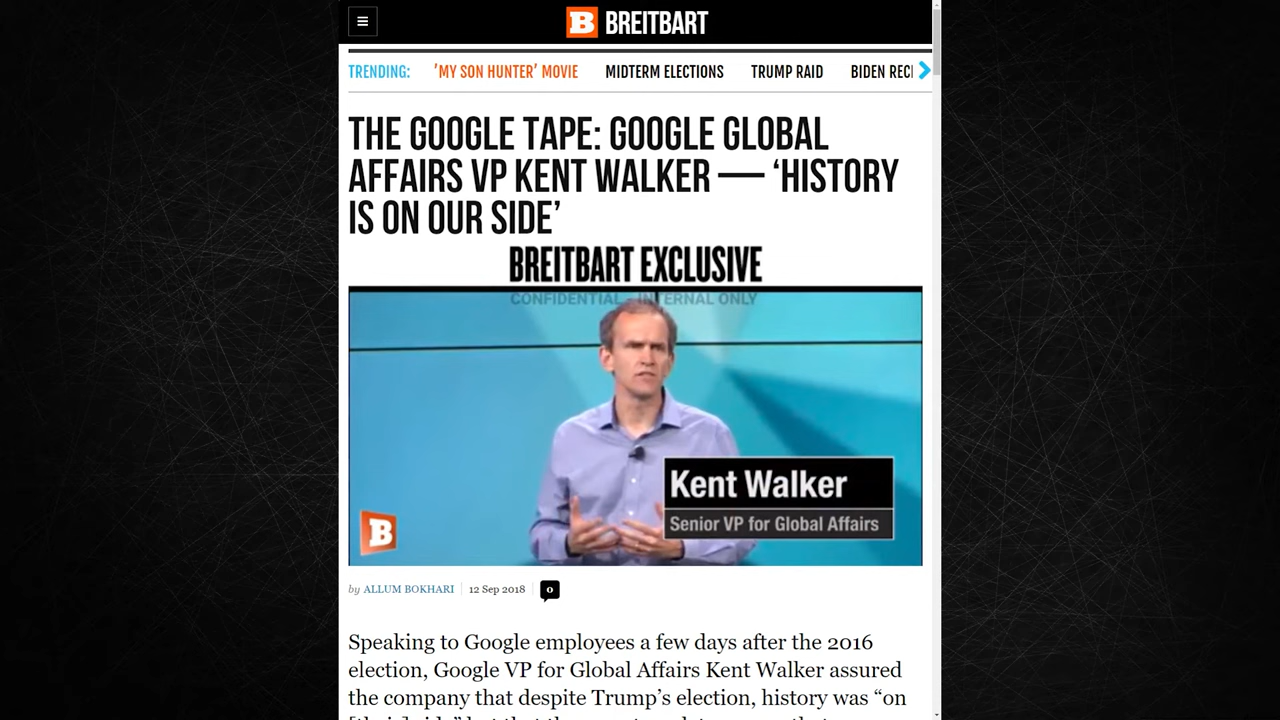 B BREITBART
TRENDING: 'MY SON HUNTER' MOVIE MIDTERM ELECTIONS TRUMP RAID BIDEN REC
THE GOOGLE TAPE: GOOGLE GLOBAL
AFFAIRS VP KENT WALKER — ‘HISTORY
IS ON OUR SIDE’
BREITBART EXCLUSIVE
CONFIDENTIAL - INTERNAL ONLY
Kent Walker
Senior VP for Global Affairs
B
by ALLUM BOKHARI 12 Sep 2018 0
Speaking to Google employees a few days after the 2016
election, Google VP for Global Affairs Kent Walker assured
the company that despite Trump’s election, history was “on